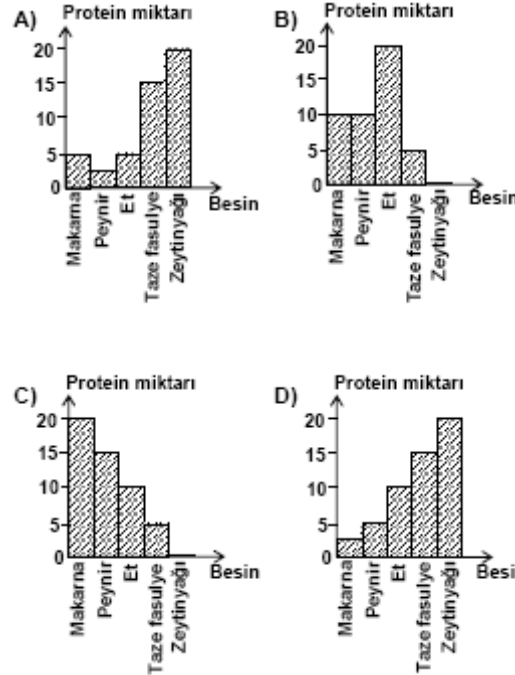 A)
Protein miktarı
20
15
10
5
0
Makarna
Peynir
Et
Taze fasulye
Zeytinyağı
Besin
B)
Protein miktarı
20
15
10
5
0
Makarna
Peynir
Et
Taze fasulye
Zeytinyağı
Besin
C)
Protein miktarı
20
15
10
5
0
Makarna
Peynir
Et
Taze fasulye
Zeytinyağı
Besin
D)
Protein miktarı
20
15
10
5
0
Makarna
Peynir
Et
Taze fasulye
Zeytinyağı
Besi